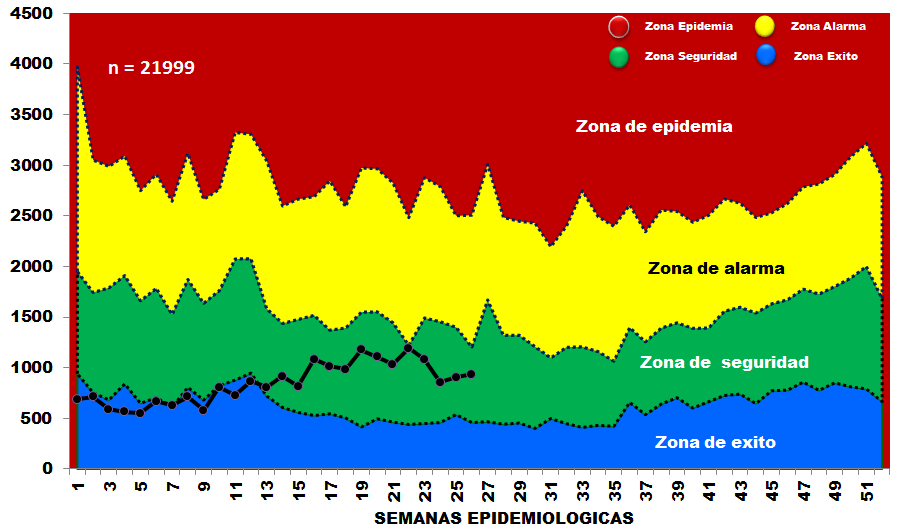 4500
4000
3500
3000
2500
2000
1500
1000
500
0
n = 21999
Zona Epidemia
Zona Alarma
Zona Seguridad
Zona Exito
Zona de epidemia
Zona de alarma
Zona de  seguridad
Zona de exito
1 3 5 7 9 11 13 15 17 19 21 23 25 27 29 31 33 35 37 39 41 43 45 47 49 51
SEMANAS EPIDEMIOLOGICAS